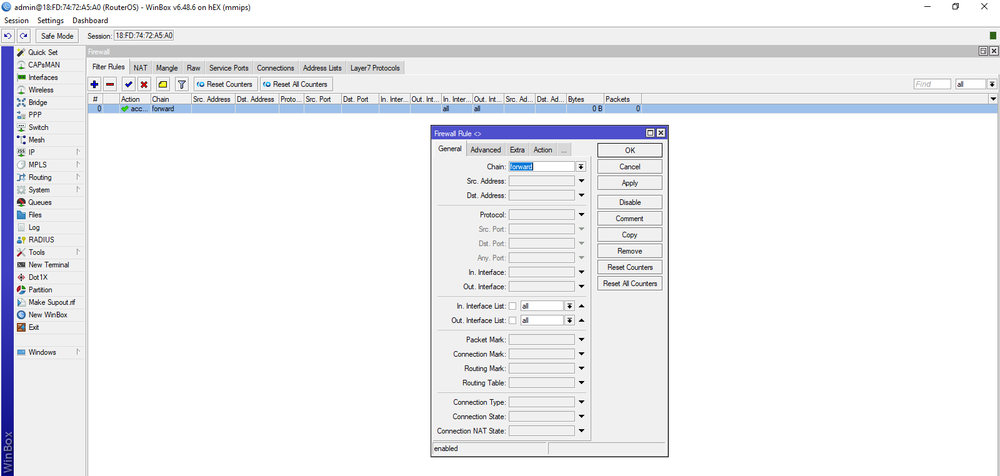 admin@18:FD:74:72:A5:A0 (RouterOS) - WinBox v6.48.6 on hEX (mmips)
Session Settings Dashboard
Safe Mode Session: 18:FD:74:72:A5:A0
Quick Set
CAPsMAN
Interfaces
Wireless
Bridge
PPP
Switch
Mesh
IP
MPLS
Routing
System
Queues
Files
Log
RADIUS
Tools
New Terminal
Dot1X
Partition
Make Supout.rif
New WinBox
Exit
Windows
WinBox
Firewall
Filter Rules NAT Mangle Raw Service Ports Connections Address Lists Layer7 Protocols
Reset Counters Reset All Counters Find all
# Action Chain Src. Address Dst. Address Proto... Src. Port Dst. Port In. Inter... Out. Int... In. Inter... Out. Int... Src. Ad... Dst. Ad... Bytes Packets
0 acc... forward all all 0 B 0
Firewall Rule <>
General Advanced Extra Action ...
Chain: forward
Src. Address:
Dst. Address:
Protocol:
Src. Port:
Dst. Port:
Any. Port:
In. Interface:
Out. Interface:
In. Interface List: all
Out. Interface List: all
Packet Mark:
Connection Mark:
Routing Mark:
Routing Table:
Connection Type:
Connection State:
Connection NAT State:
enabled
OK
Cancel
Apply
Disable
Comment
Copy
Remove
Reset Counters
Reset All Counters